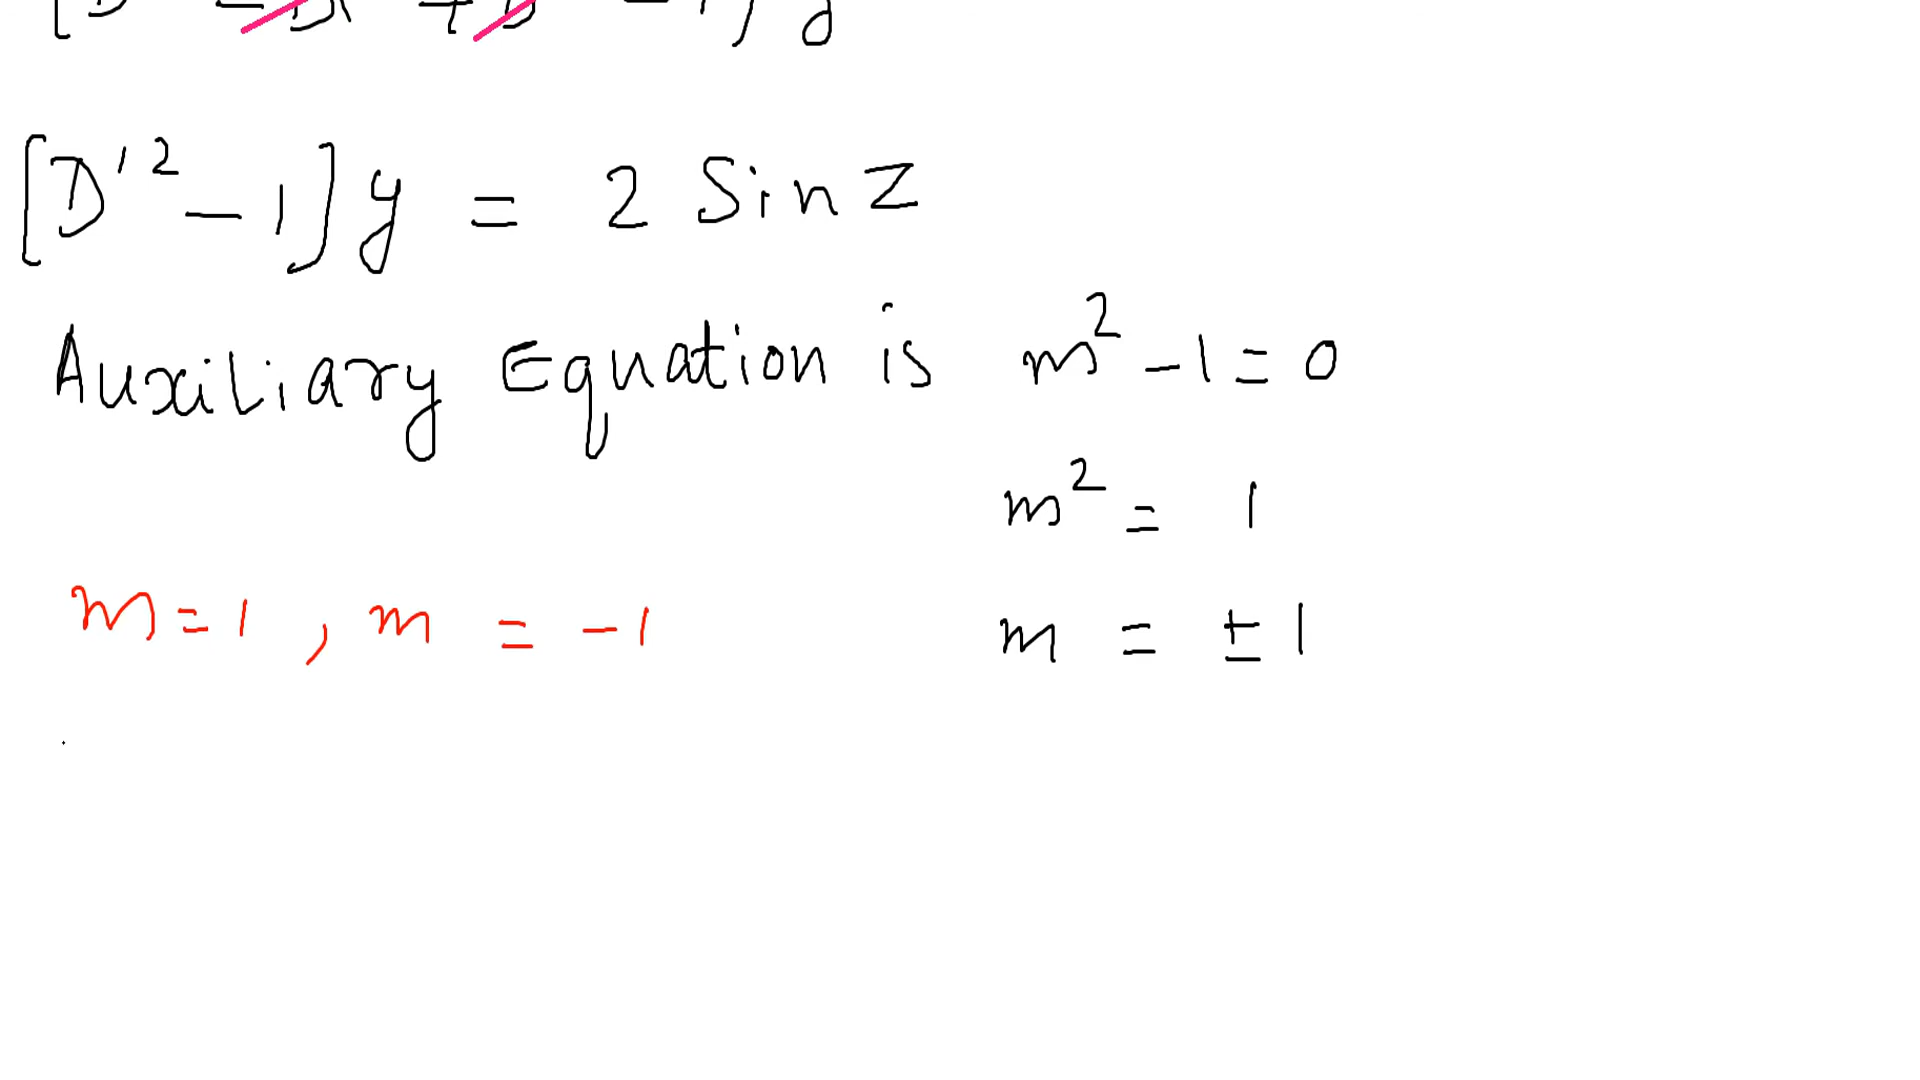 [D'² - 1] y = 2 Sin z
Auxiliary Equation is m² - 1 = 0
m² = 1
m = 1 , m = -1 m = ± 1